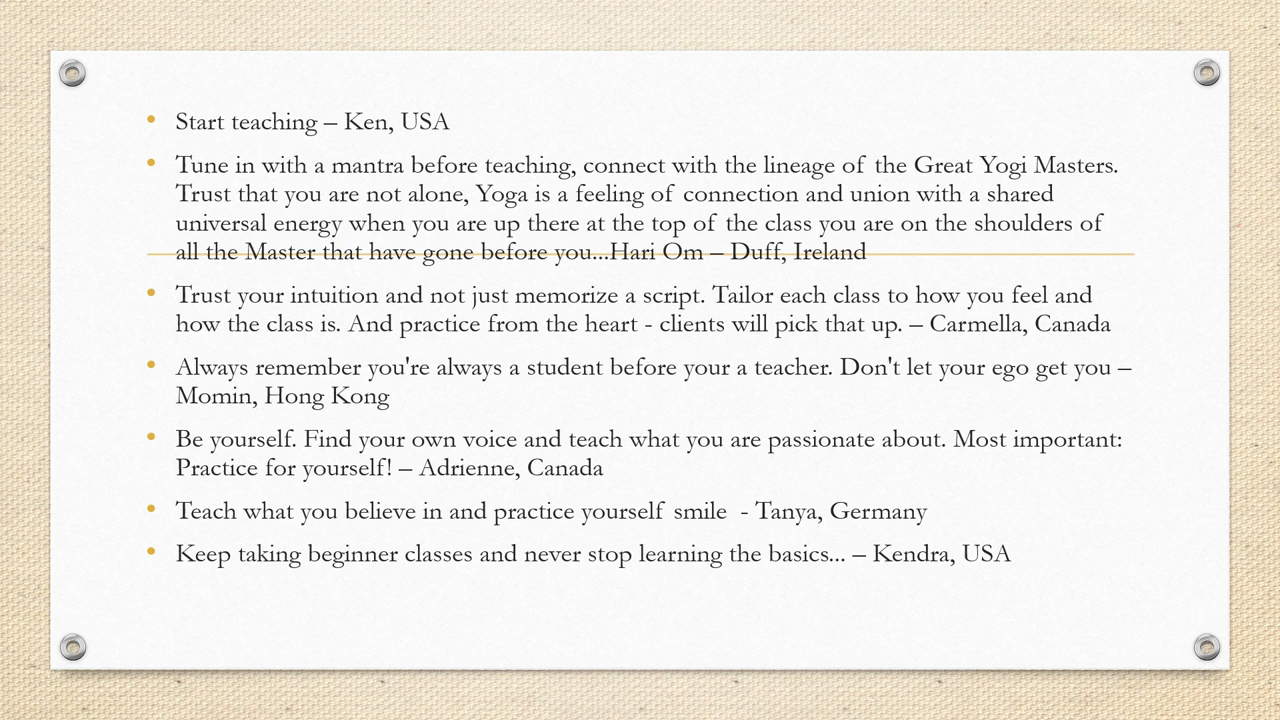 • Start teaching – Ken, USA
• Tune in with a mantra before teaching, connect with the lineage of the Great Yogi Masters.
Trust that you are not alone, Yoga is a feeling of connection and union with a shared
universal energy when you are up there at the top of the class you are on the shoulders of
all the Master that have gone before you...Hari Om – Duff, Ireland
• Trust your intuition and not just memorize a script. Tailor each class to how you feel and
how the class is. And practice from the heart - clients will pick that up. – Carmella, Canada
• Always remember you're always a student before your a teacher. Don't let your ego get you –
Momin, Hong Kong
• Be yourself. Find your own voice and teach what you are passionate about. Most important:
Practice for yourself! – Adrienne, Canada
• Teach what you believe in and practice yourself smile  - Tanya, Germany
• Keep taking beginner classes and never stop learning the basics... – Kendra, USA